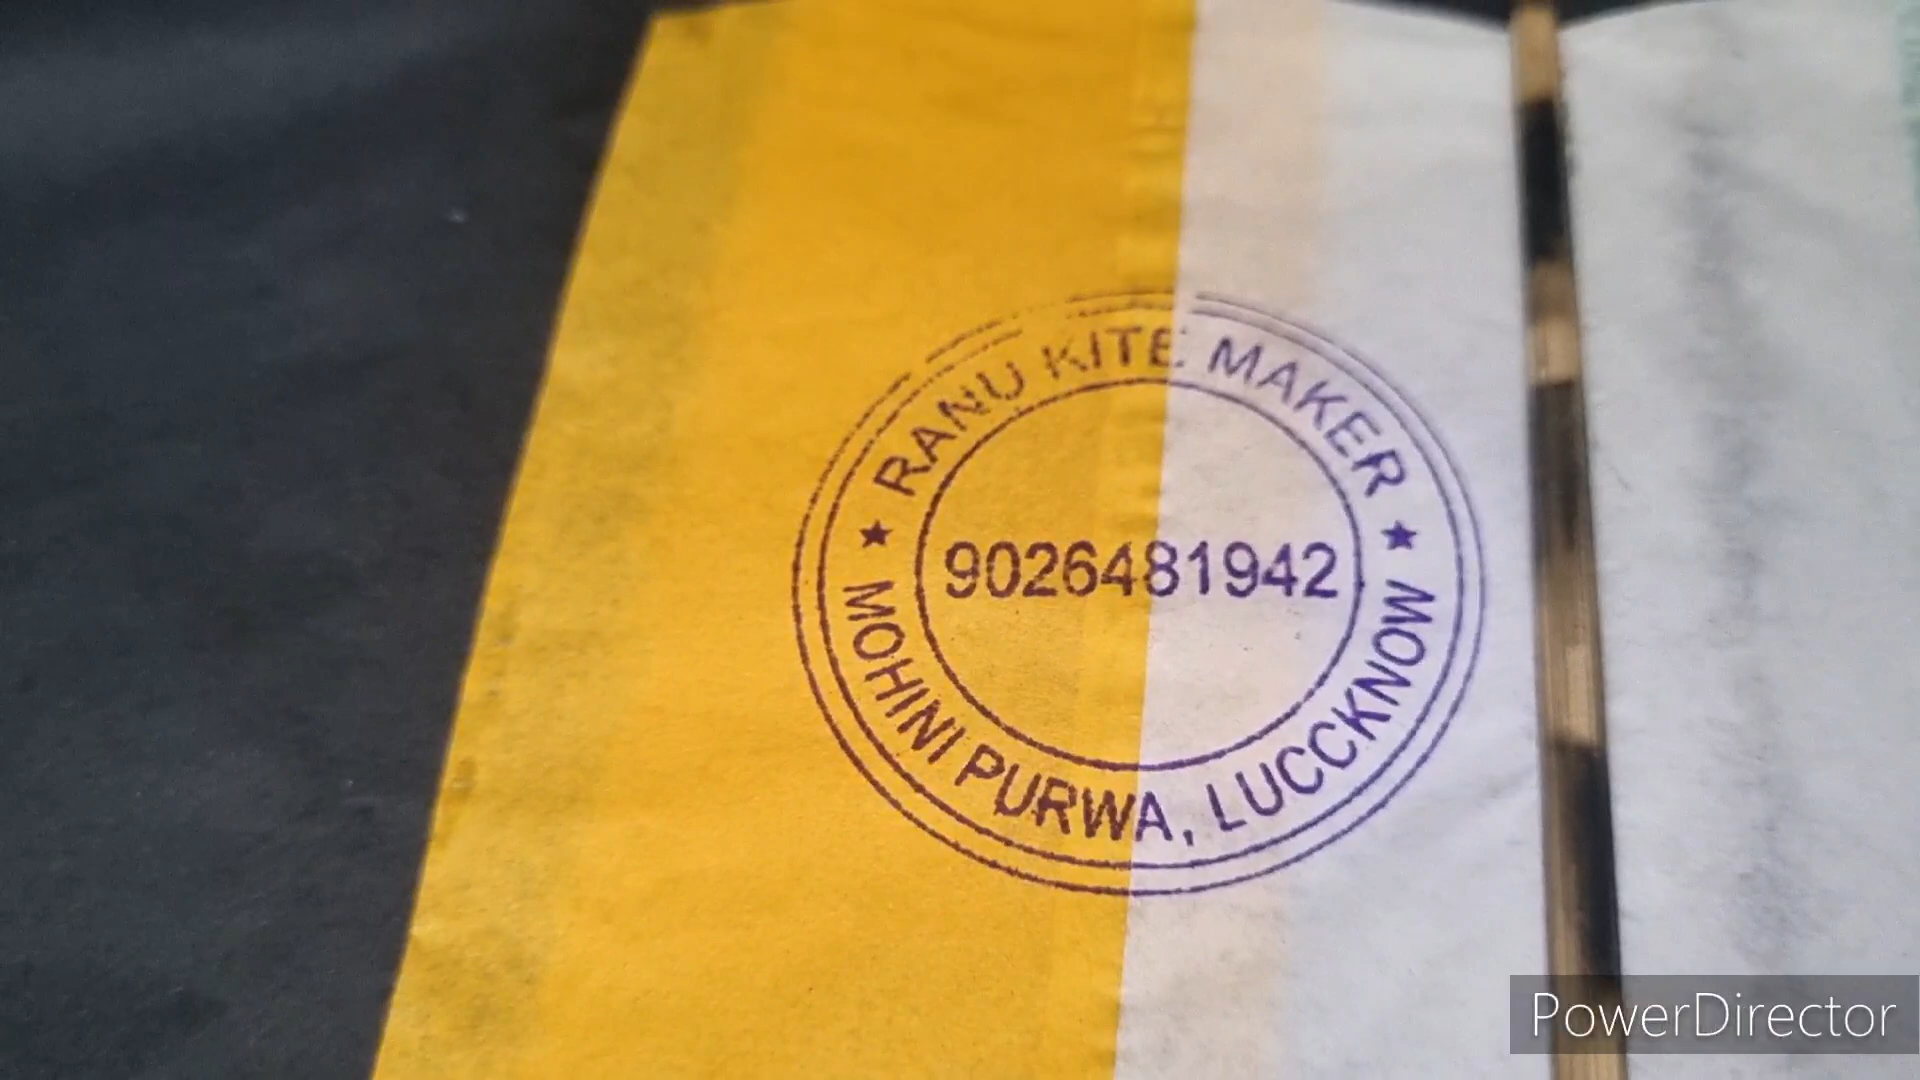 RANU KITE MAKER
9026481942
MOHINI PURWA, LUCCKNOW
PowerDirector